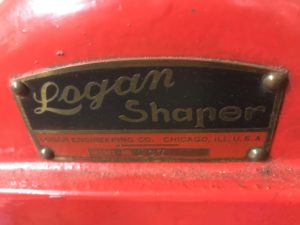 Logan
Shaper
LOGAN ENGINEERING CO. CHICAGO, ILL. U.S.A.